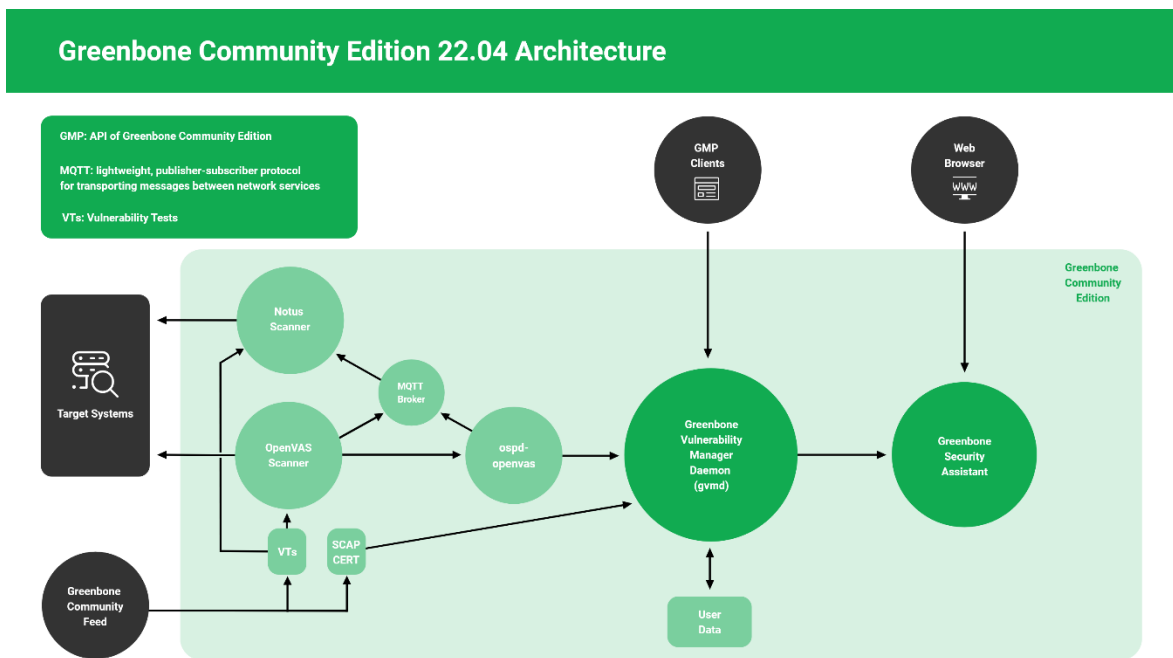 Greenbone Community Edition 22.04 Architecture
GMP: API of Greenbone Community Edition
MQTT: lightweight, publisher-subscriber protocol
for transporting messages between network services
VTs: Vulnerability Tests
GMP
Clients
Web
Browser
WWW
Greenbone
Community
Edition
Notus
Scanner
Target Systems
MQTT
Broker
OpenVAS
Scanner
ospd-
openvas
Greenbone
Vulnerability
Manager
Daemon
(gvmd)
Greenbone
Security
Assistant
VTs
SCAP
CERT
Greenbone
Community
Feed
User
Data